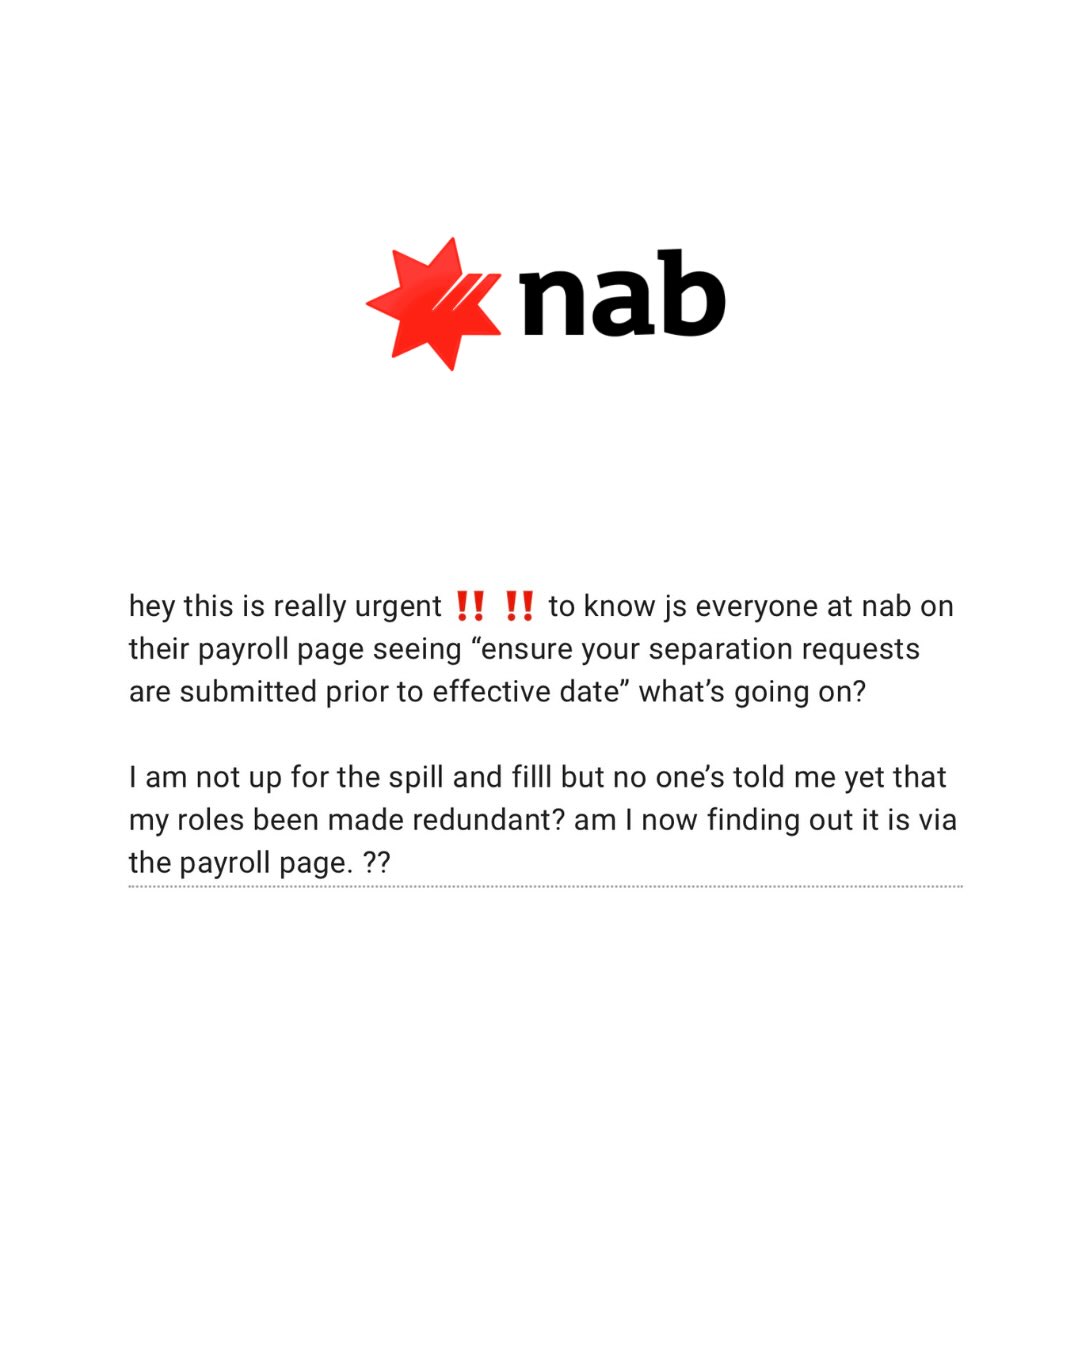 nab
hey this is really urgent ‼️ ‼️ to know js everyone at nab on
their payroll page seeing “ensure your separation requests
are submitted prior to effective date” what’s going on?
I am not up for the spill and filll but no one’s told me yet that
my roles been made redundant? am I now finding out it is via
the payroll page. ??